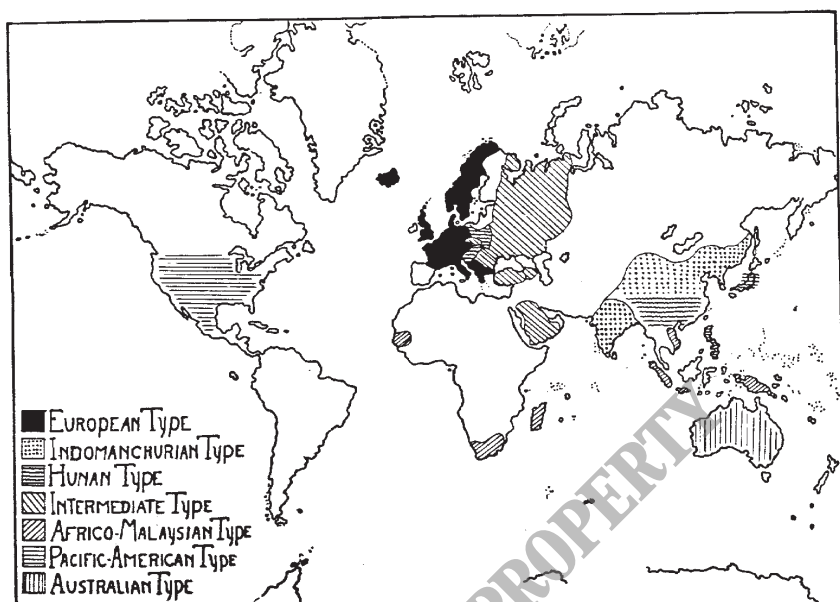 EUROPEAN TYPE
INDOMANCHURIAN TYPE
HUNAN TYPE
INTERMEDIATE TYPE
AFRICO-MALAYSIAN TYPE
PACIFIC-AMERICAN TYPE
AUSTRALIAN TYPE
PROPERTY